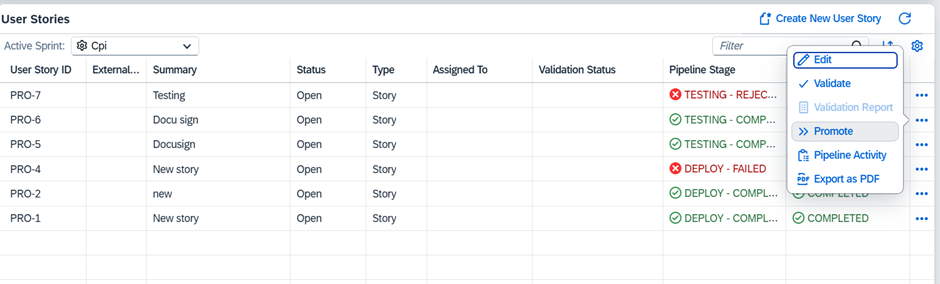 User Stories
Create New User Story
Active Sprint: Cpi
Filter
User Story ID External... Summary Status Type Assigned To Validation Status Pipeline Stage
PRO-7 Testing Open Story TESTING - REJEC...
PRO-6 Docu sign Open Story TESTING - COMP...
PRO-5 Docusign Open Story TESTING - COMP...
PRO-4 New story Open Story DEPLOY - FAILED
PRO-2 new Open Story DEPLOY - COMPL... COMPLETED
PRO-1 New story Open Story DEPLOY - COMPL... COMPLETED
Edit
Validate
Validation Report
Promote
Pipeline Activity
PDF Export as PDF